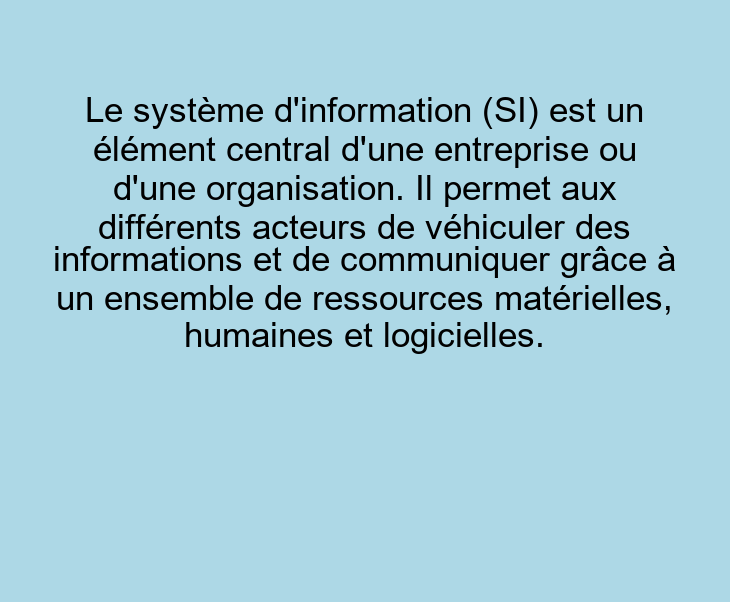 Le système d'information (SI) est un
élément central d'une entreprise ou
d'une organisation. Il permet aux
différents acteurs de véhiculer des
informations et de communiquer grâce à
un ensemble de ressources matérielles,
humaines et logicielles.